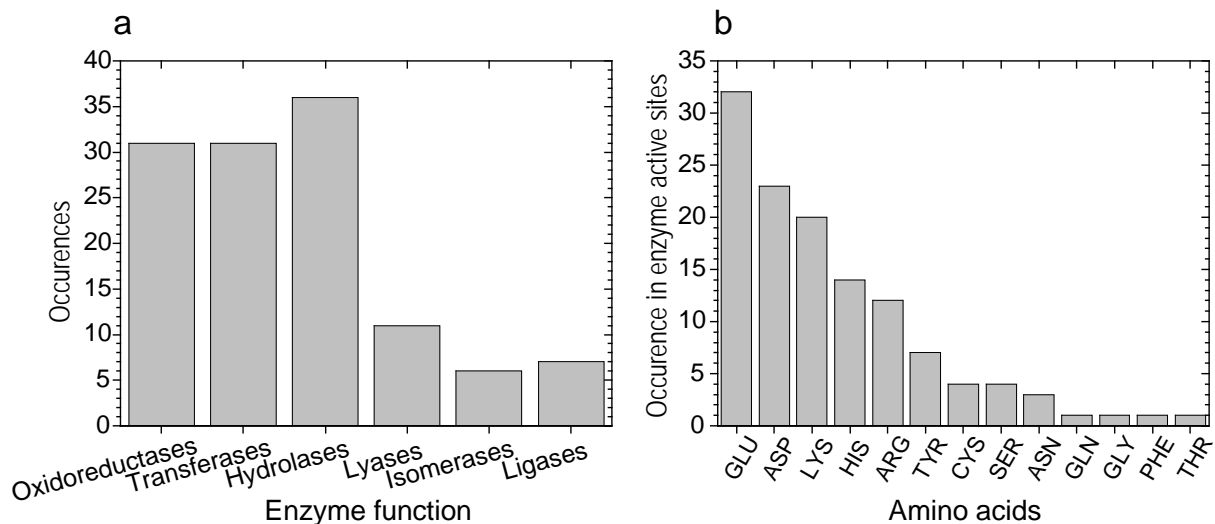 a
40
35
30
25
20
15
10
5
0
Occurences
Oxidoreductases
Transferases
Hydrolases
Lyases
Isomerases
Ligases
Enzyme function
b
35
30
25
20
15
10
5
0
Occurence in enzyme active sites
GLU
ASP
LYS
HIS
ARG
TYR
CYS
SER
ASN
GLN
GLY
PHE
THR
Amino acids